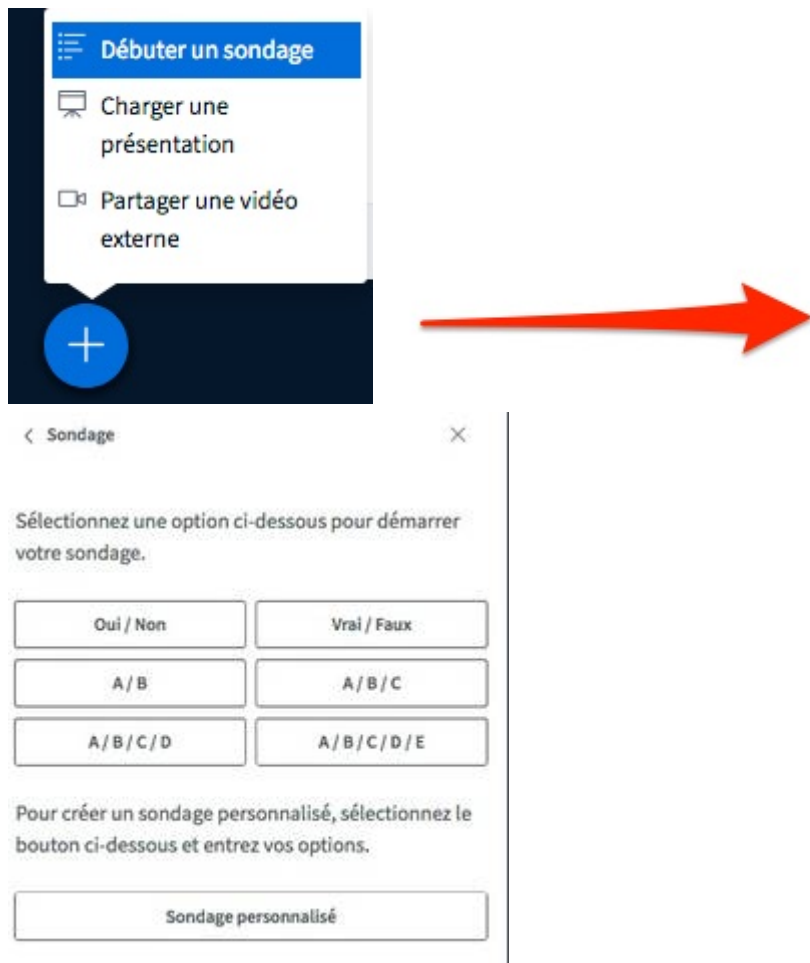 Débuter un sondage
Charger une
présentation
Partager une vidéo
externe
Sondage
Sélectionnez une option ci-dessous pour démarrer
votre sondage.
Oui / Non
Vrai / Faux
A / B
A / B / C
A / B / C / D
A / B / C / D / E
Pour créer un sondage personnalisé, sélectionnez le
bouton ci-dessous et entrez vos options.
Sondage personnalisé